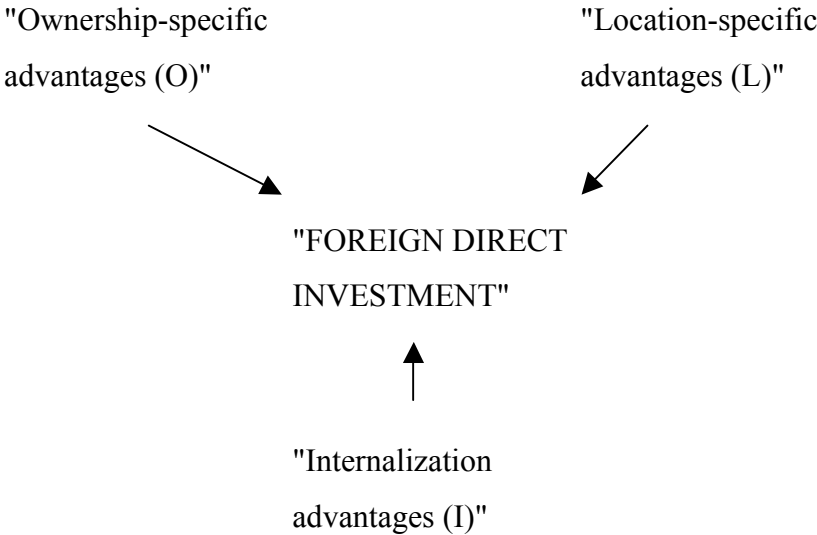 "Ownership-specific
advantages (O)"
"Location-specific
advantages (L)"
"FOREIGN DIRECT
INVESTMENT"
"Internalization
advantages (I)"